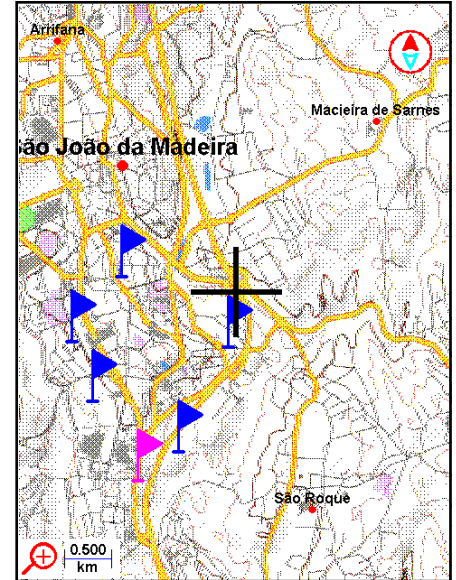 Arrifana
Macieira de Sarnes
São João da Madeira
São Roque
0.500
km